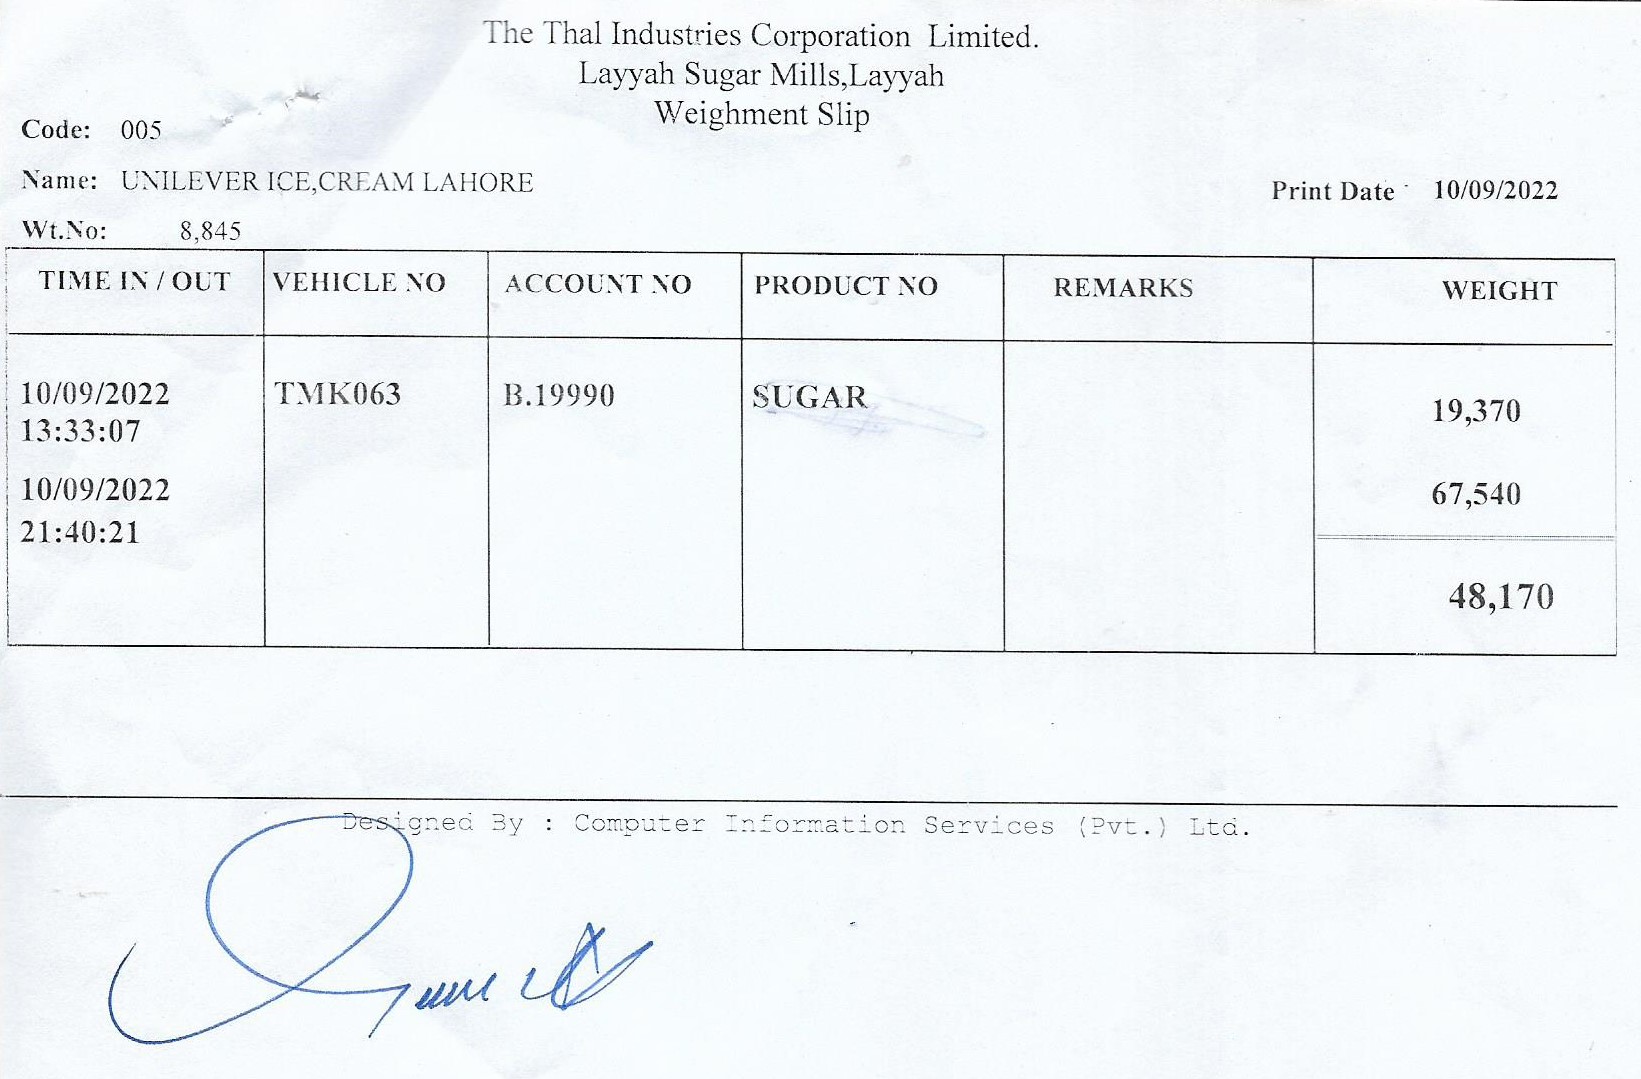 The Thal Industries Corporation Limited.
Layyah Sugar Mills,Layyah
Weighment Slip
Code: 005
Name: UNILEVER ICE,CREAM LAHORE
Print Date 10/09/2022
Wt.No: 8,845
TIME IN / OUT VEHICLE NO ACCOUNT NO PRODUCT NO REMARKS WEIGHT
10/09/2022 TMK063 B.19990 SUGAR 19,370
13:33:07
10/09/2022 67,540
21:40:21
48,170
Designed By : Computer Information Services (Pvt.) Ltd.